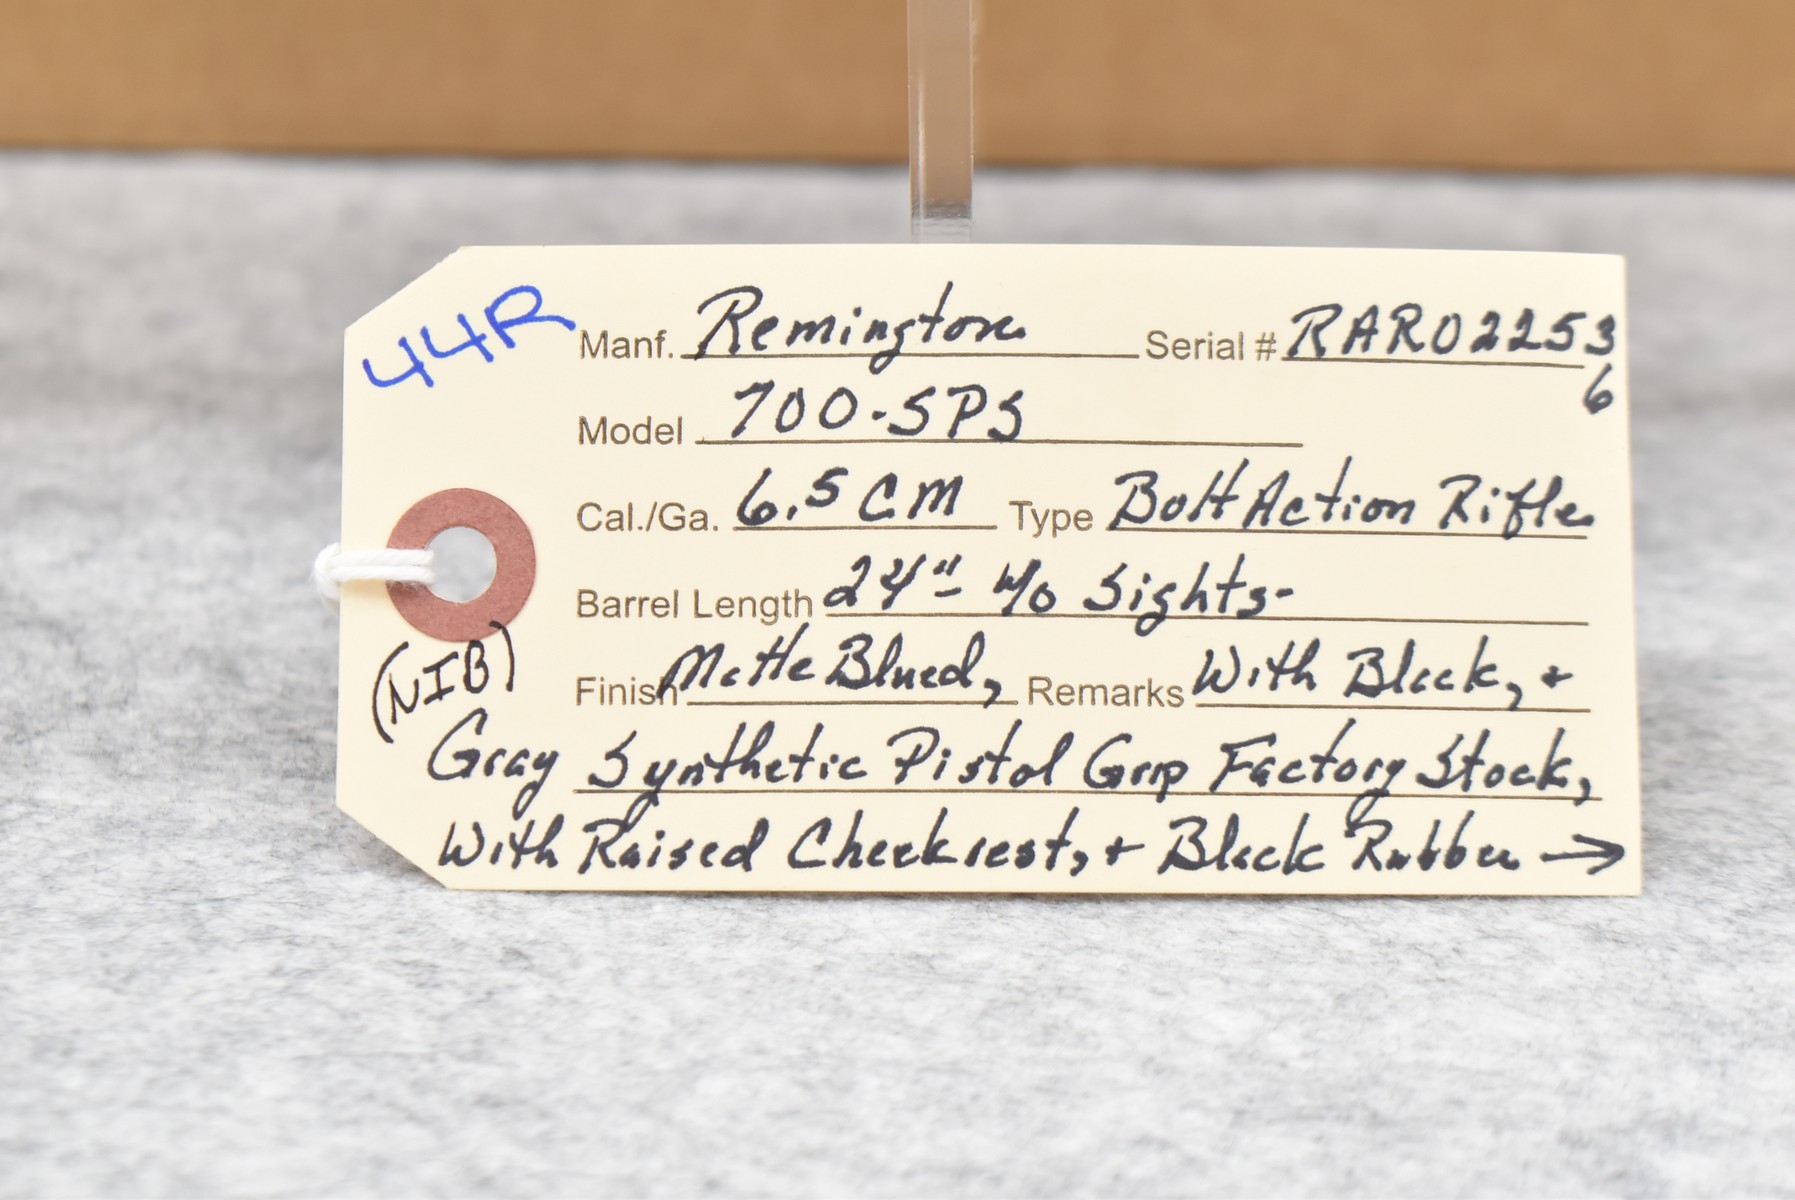 44R
Manf. Remington Serial # RAR022536
Model 700-SPS
Cal./Ga. 6.5 CM Type Bolt Action Rifle
Barrel Length 24" w/o Sights-
(NIB)
Finish Matte Blued, Remarks With Black, +
Gray Synthetic Pistol Grip Factory Stock,
With Raised Cheekrest, + Black Rubber →